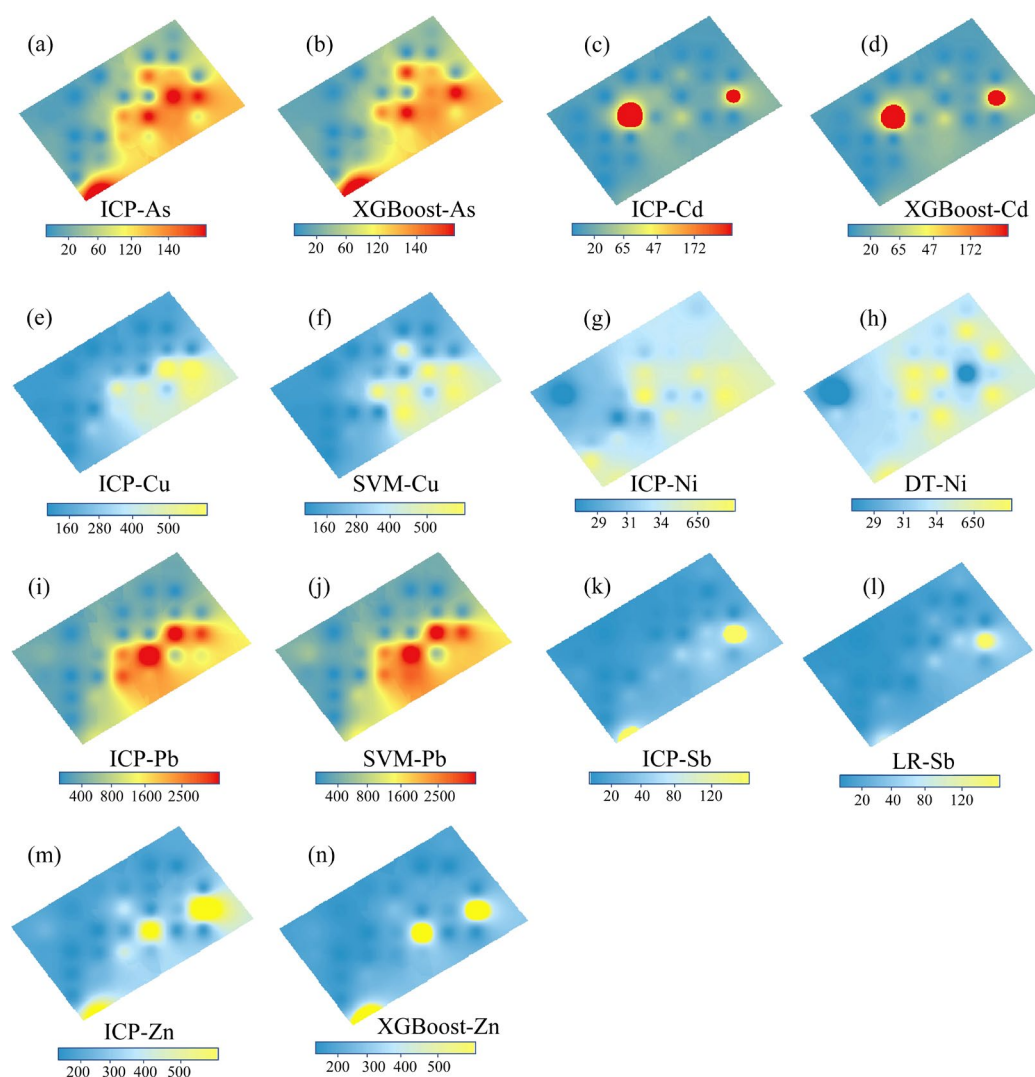 (a) (b) (c) (d)
ICP-As XGBoost-As ICP-Cd XGBoost-Cd
20 60 120 140 20 60 120 140 20 65 47 172 20 65 47 172
(e) (f) (g) (h)
ICP-Cu SVM-Cu ICP-Ni DT-Ni
160 280 400 500 160 280 400 500 29 31 34 650 29 31 34 650
(i) (j) (k) (l)
ICP-Pb SVM-Pb ICP-Sb LR-Sb
400 800 1600 2500 400 800 1600 2500 20 40 80 120 20 40 80 120
(m) (n)
ICP-Zn XGBoost-Zn
200 300 400 500 200 300 400 500